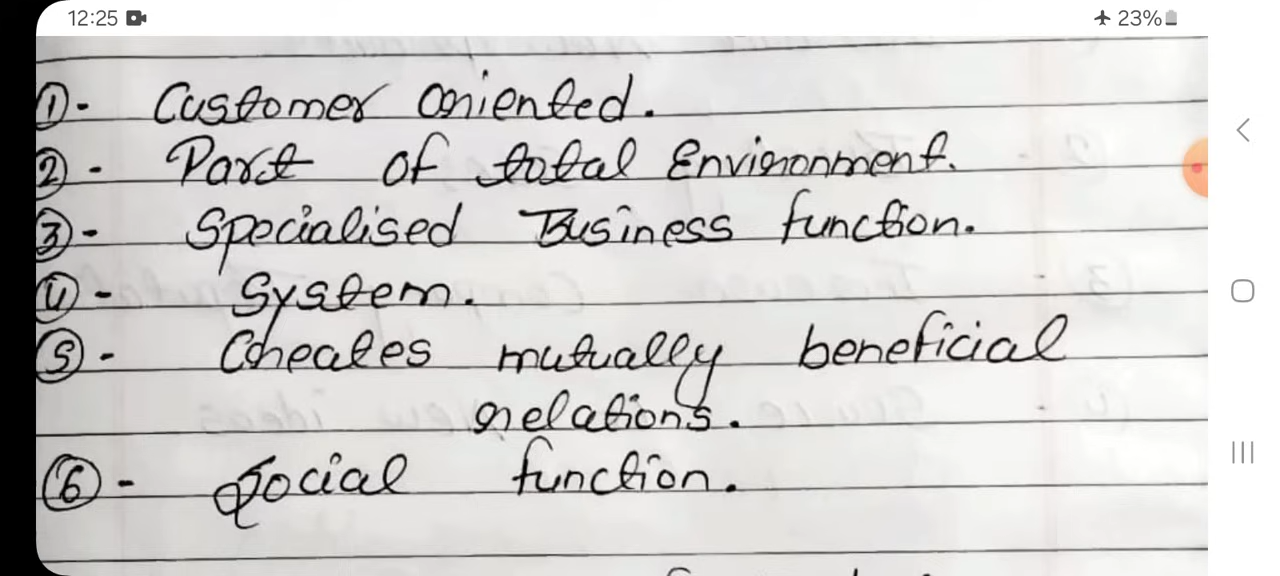 12:25
23%
①- Customer oriented.
②- Part of total Environment.
③- Specialised Business function.
④- System.
⑤- Creates mutually beneficial
relations.
⑥- Social function.